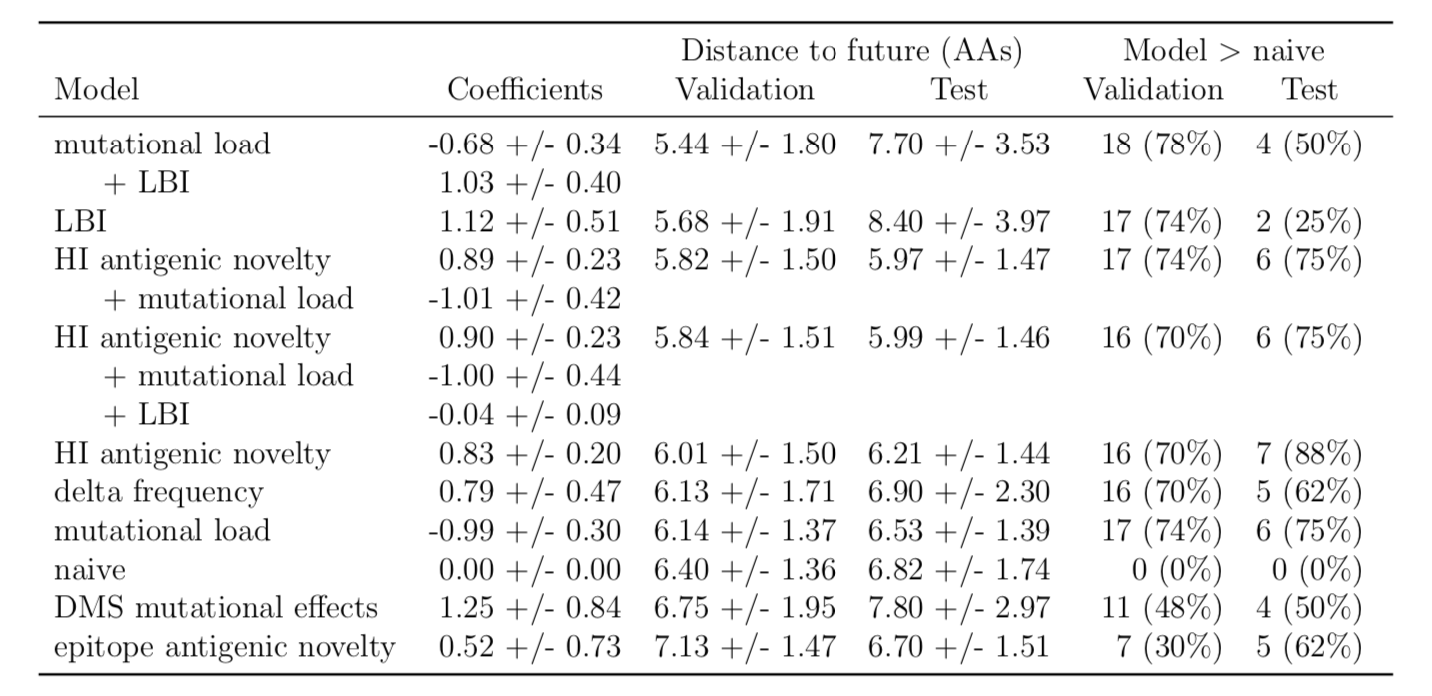 Distance to future (AAs) Model > naive
Model Coefficients Validation Test Validation Test
mutational load -0.68 +/- 0.34 5.44 +/- 1.80 7.70 +/- 3.53 18 (78%) 4 (50%)
+ LBI 1.03 +/- 0.40
LBI 1.12 +/- 0.51 5.68 +/- 1.91 8.40 +/- 3.97 17 (74%) 2 (25%)
HI antigenic novelty 0.89 +/- 0.23 5.82 +/- 1.50 5.97 +/- 1.47 17 (74%) 6 (75%)
+ mutational load -1.01 +/- 0.42
HI antigenic novelty 0.90 +/- 0.23 5.84 +/- 1.51 5.99 +/- 1.46 16 (70%) 6 (75%)
+ mutational load -1.00 +/- 0.44
+ LBI -0.04 +/- 0.09
HI antigenic novelty 0.83 +/- 0.20 6.01 +/- 1.50 6.21 +/- 1.44 16 (70%) 7 (88%)
delta frequency 0.79 +/- 0.47 6.13 +/- 1.71 6.90 +/- 2.30 16 (70%) 5 (62%)
mutational load -0.99 +/- 0.30 6.14 +/- 1.37 6.53 +/- 1.39 17 (74%) 6 (75%)
naive 0.00 +/- 0.00 6.40 +/- 1.36 6.82 +/- 1.74 0 (0%) 0 (0%)
DMS mutational effects 1.25 +/- 0.84 6.75 +/- 1.95 7.80 +/- 2.97 11 (48%) 4 (50%)
epitope antigenic novelty 0.52 +/- 0.73 7.13 +/- 1.47 6.70 +/- 1.51 7 (30%) 5 (62%)